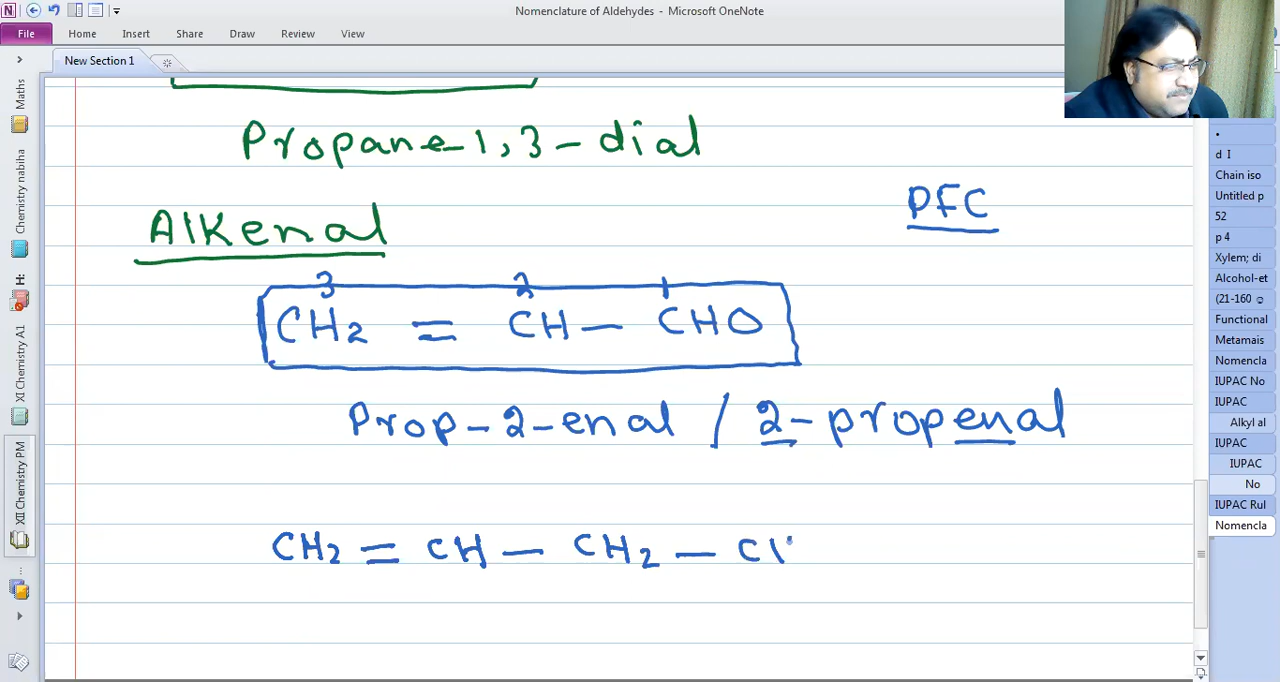 Nomenclature of Aldehydes - Microsoft OneNote
File Home Insert Share Draw Review View
New Section 1
Maths
Chemistry nabiha
H:
XI Chemistry A1
XII Chemistry PM
Propane-1,3-dial
PFC
Alkenal
3 2 1
CH2 = CH — CHO
Prop-2-enal / 2-propenal
CH2 = CH — CH2 — C
d I
Chain iso
Untitled p
52
p 4
Xylem; di
Alcohol-et
(21-160 ☺
Functional
Metamais
Nomencla
IUPAC No
IUPAC
Alkyl al
IUPAC
IUPAC
No
IUPAC Rul
Nomencla